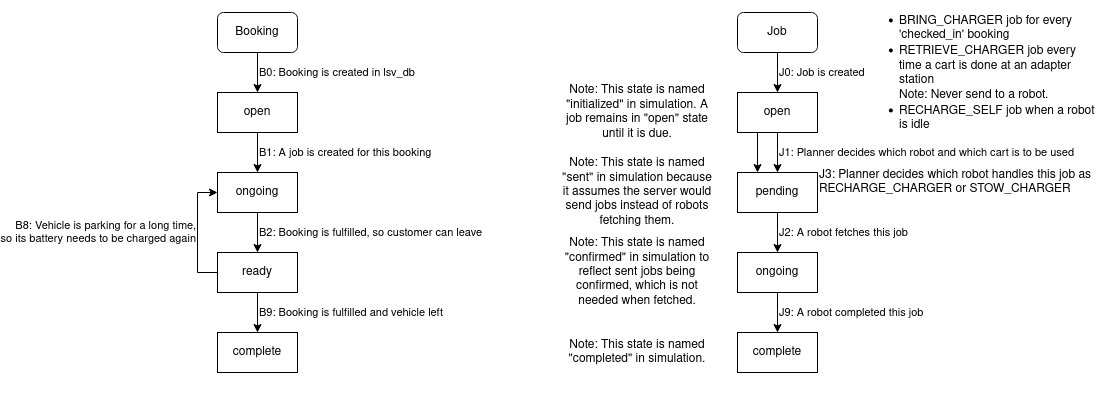 Booking
B0: Booking is created in lsv_db
open
B1: A job is created for this booking
ongoing
B8: Vehicle is parking for a long time,
so its battery needs to be charged again
B2: Booking is fulfilled, so customer can leave
ready
B9: Booking is fulfilled and vehicle left
complete
Job
J0: Job is created
• BRING_CHARGER job for every
'checked_in' booking
• RETRIEVE_CHARGER job every
time a cart is done at an adapter
station
Note: Never send to a robot.
• RECHARGE_SELF job when a robot
is idle
Note: This state is named
"initialized" in simulation. A
job remains in "open" state
until it is due.
open
J1: Planner decides which robot and which cart is to be used
J3: Planner decides which robot handles this job as
RECHARGE_CHARGER or STOW_CHARGER
Note: This state is named
"sent" in simulation because
it assumes the server would
send jobs instead of robots
fetching them.
pending
J2: A robot fetches this job
Note: This state is named
"confirmed" in simulation to
reflect sent jobs being
confirmed, which is not
needed when fetched.
ongoing
J9: A robot completed this job
Note: This state is named
"completed" in simulation.
complete